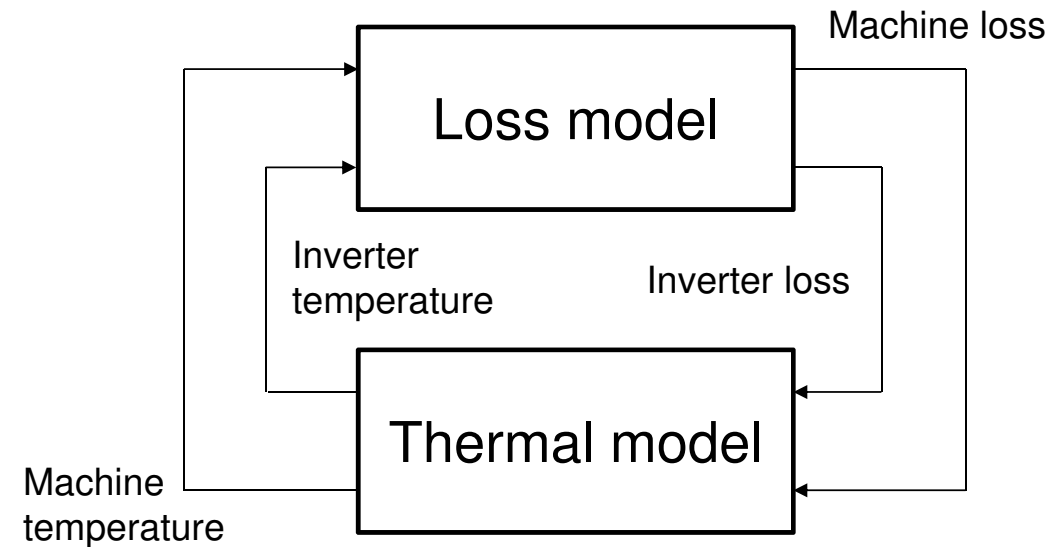 Machine loss
Loss model
Inverter
temperature
Inverter loss
Thermal model
Machine
temperature